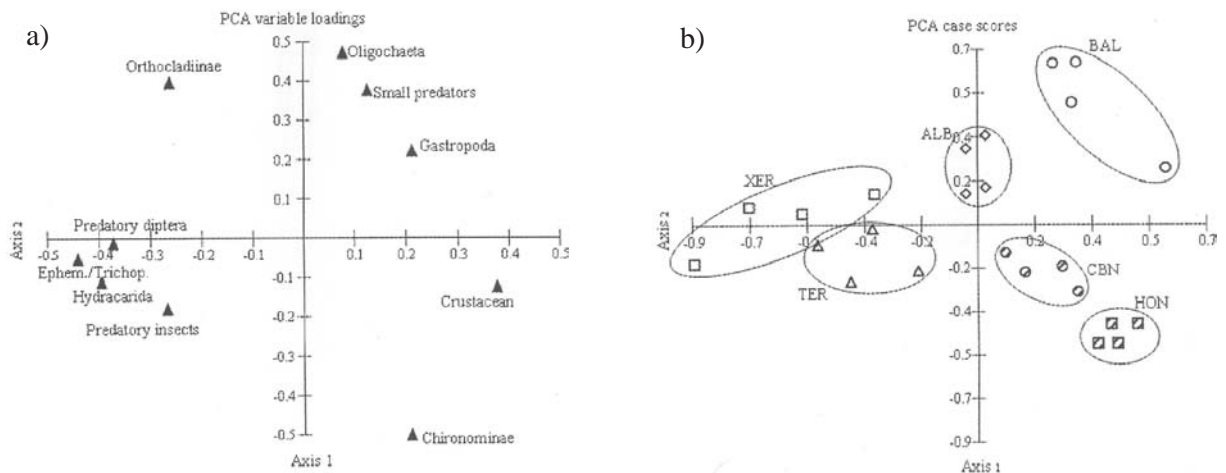 a)
PCA variable loadings
0.5
Oligochaeta
Orthocladiinae
0.4
Small predators
0.3
Gastropoda
0.2
0.1
Predatory diptera
Axis 2
-0.5 -0.4 -0.3 -0.2 -0.1 0.1 0.2 0.3 0.4 0.5
Ephem./Trichop.
-0.1
Hydracarida
Crustacean
Predatory insects
-0.2
-0.3
-0.4
-0.5
Chironominae
Axis 1
b)
PCA case scores
0.7
BAL
0.5
ALB
0.4
XER
0.2
Axis 2
-0.9 -0.7 -0.5 -0.4 -0.2 0.2 0.4 0.5 0.7
-0.2
CBN
TER
HON
-0.4
-0.5
-0.7
-0.9
Axis 1